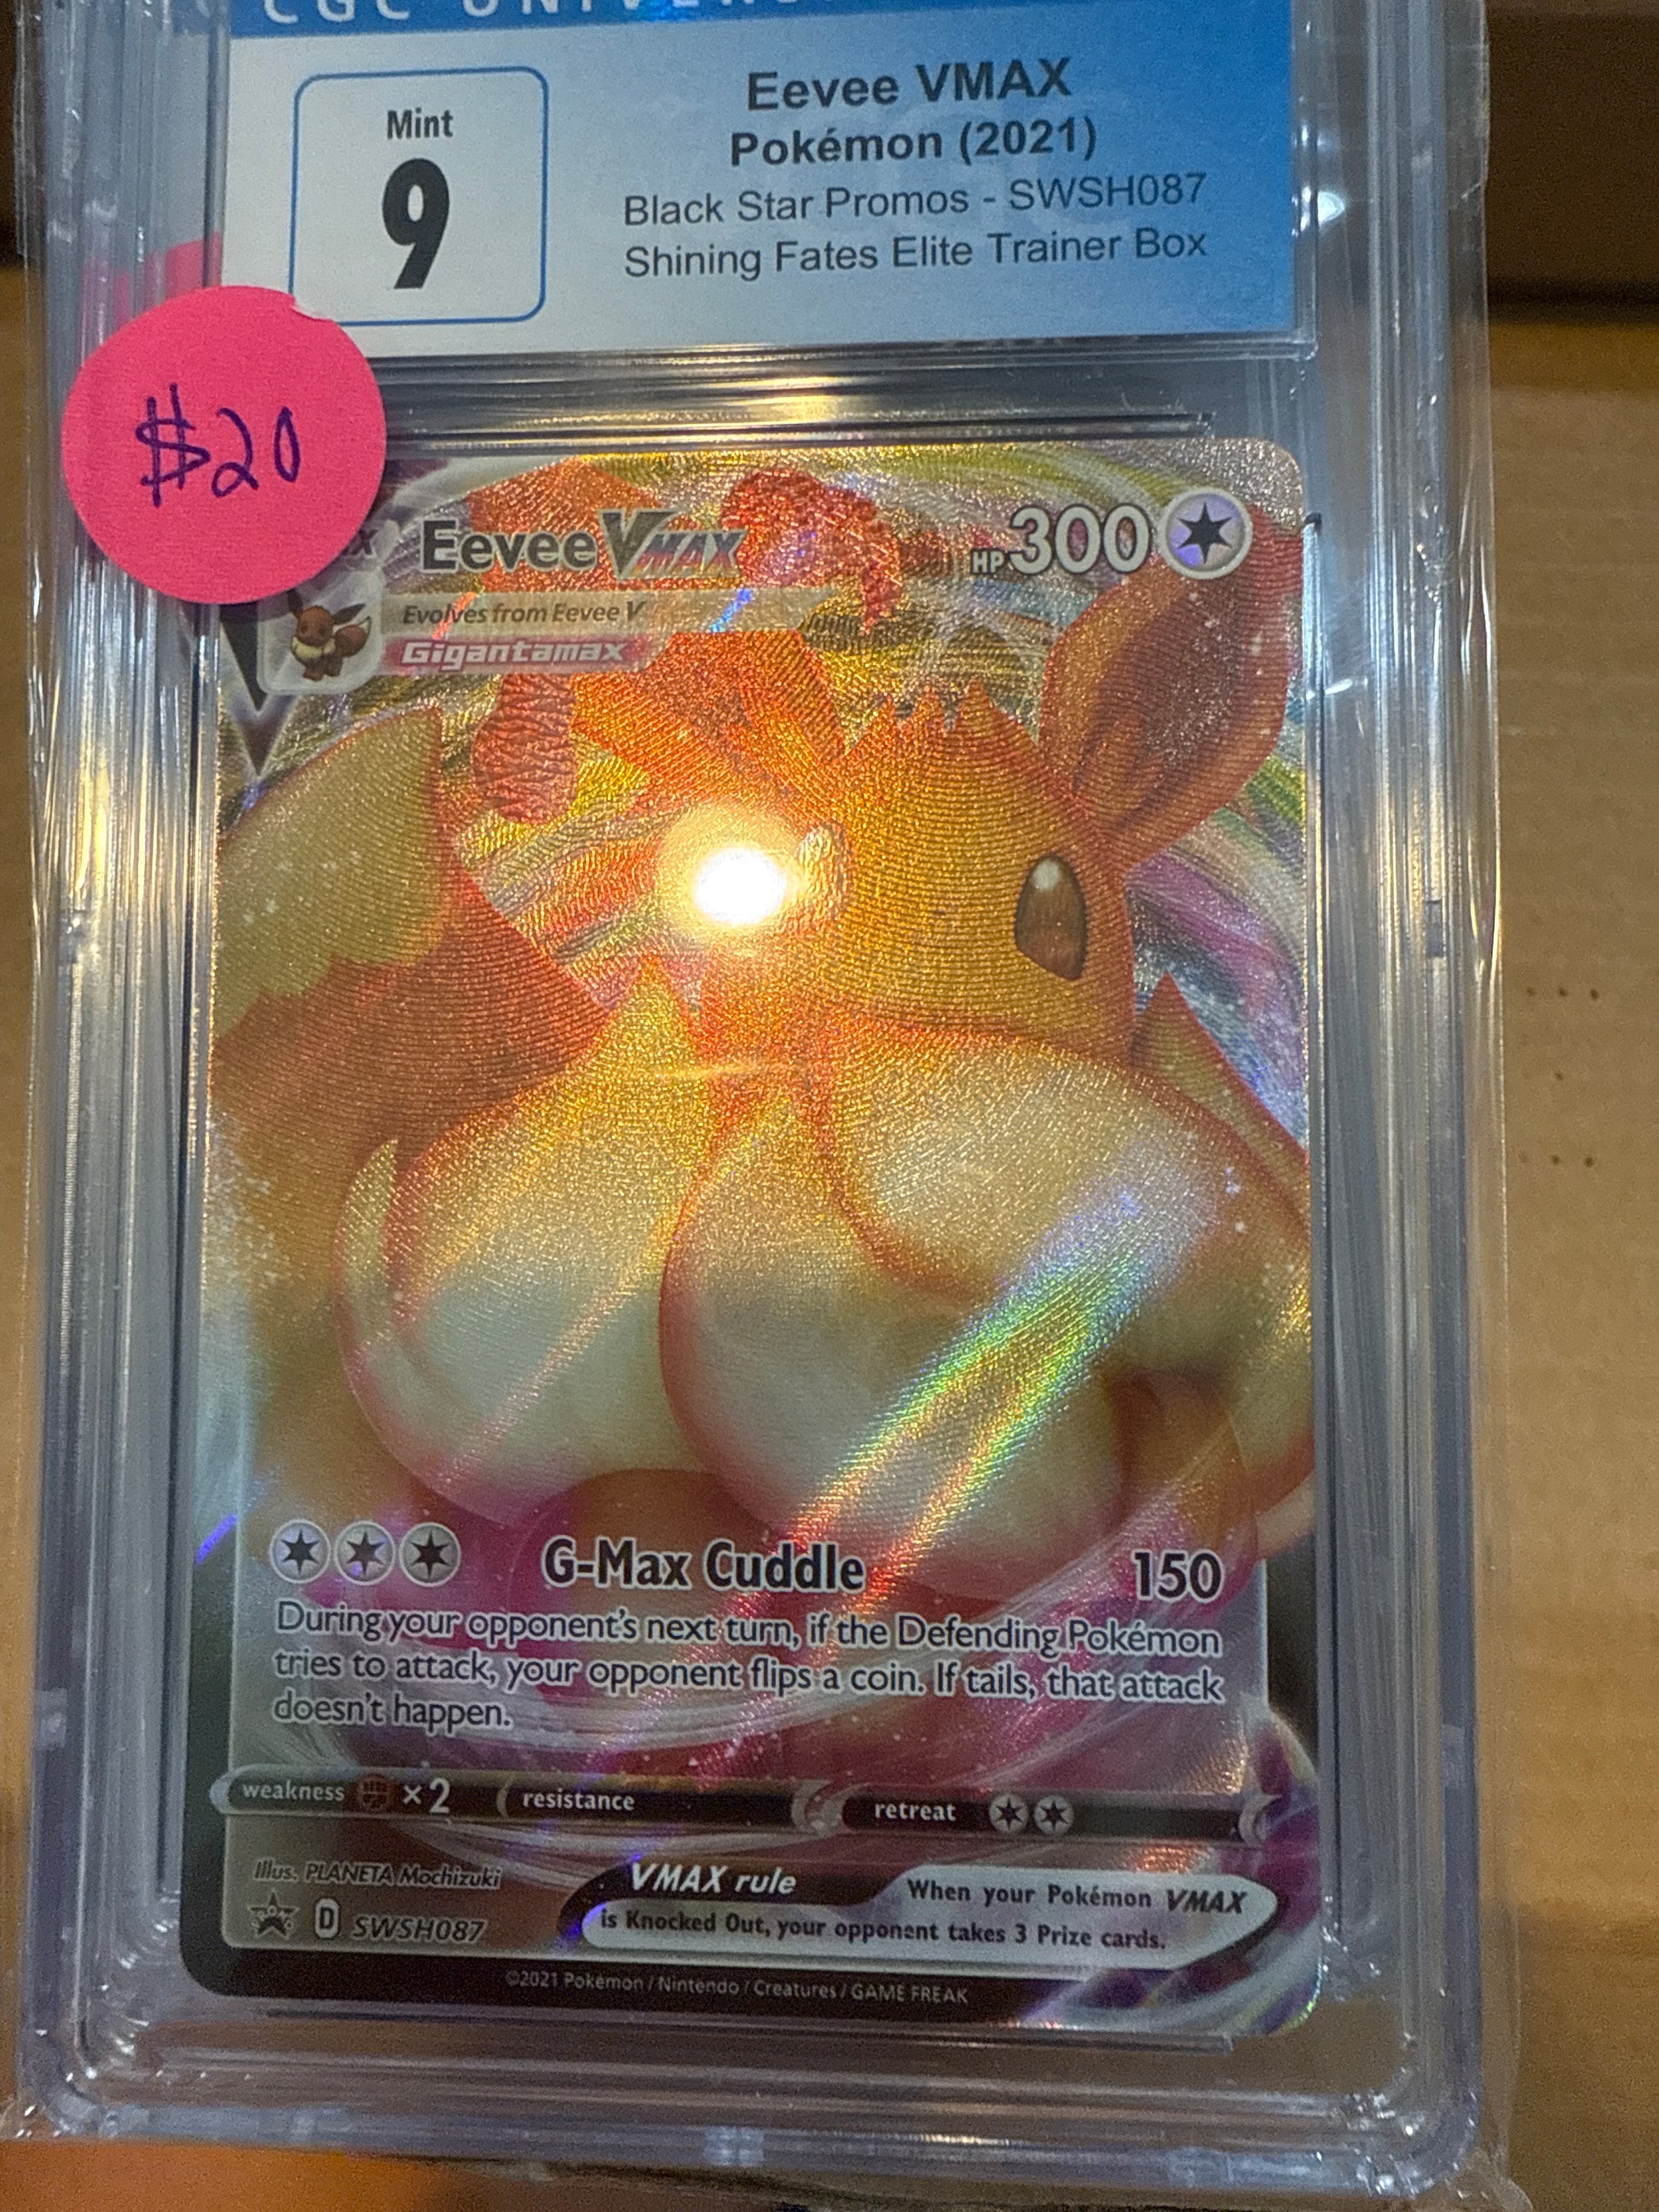 Mint
9
Eevee VMAX
Pokémon (2021)
Black Star Promos - SWSH087
Shining Fates Elite Trainer Box
$20
Eevee VMAX
HP 300
Evolves from Eevee V
Gigantamax
G-Max Cuddle 150
During your opponent's next turn, if the Defending Pokémon
tries to attack, your opponent flips a coin. If tails, that attack
doesn't happen.
weakness ×2 resistance retreat
Illus. PLANETA Mochizuki
D SWSH087
VMAX rule When your Pokémon VMAX
is Knocked Out, your opponent takes 3 Prize cards.
©2021 Pokémon / Nintendo / Creatures / GAME FREAK